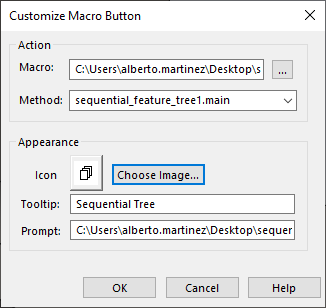 Customize Macro Button
Action
Macro: C:\Users\alberto.martinez\Desktop\s ...
Method: sequential_feature_tree1.main
Appearance
Icon Choose Image...
Tooltip: Sequential Tree
Prompt: C:\Users\alberto.martinez\Desktop\sequer
OK Cancel Help